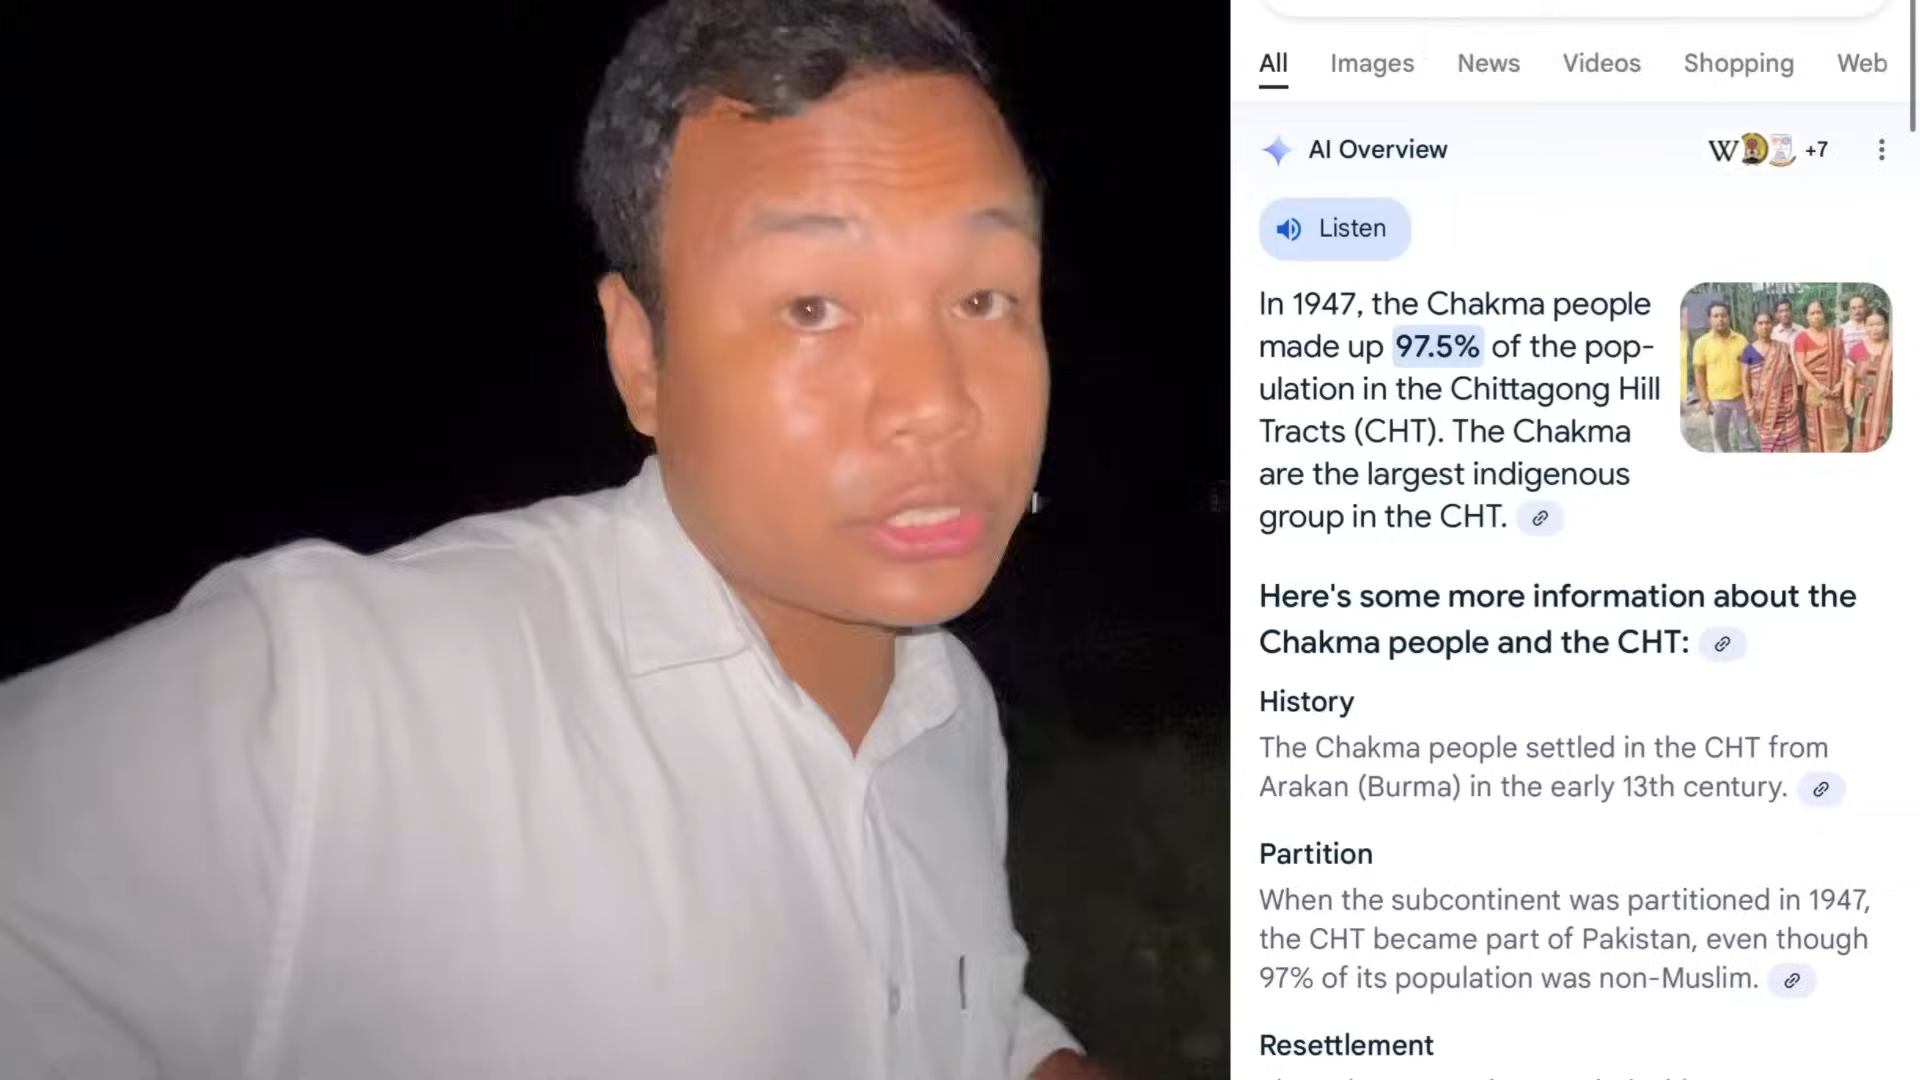 All Images News Videos Shopping Web
AI Overview W +7
Listen
In 1947, the Chakma people
made up 97.5% of the pop-
ulation in the Chittagong Hill
Tracts (CHT). The Chakma
are the largest indigenous
group in the CHT.
Here's some more information about the
Chakma people and the CHT:
History
The Chakma people settled in the CHT from
Arakan (Burma) in the early 13th century.
Partition
When the subcontinent was partitioned in 1947,
the CHT became part of Pakistan, even though
97% of its population was non-Muslim.
Resettlement